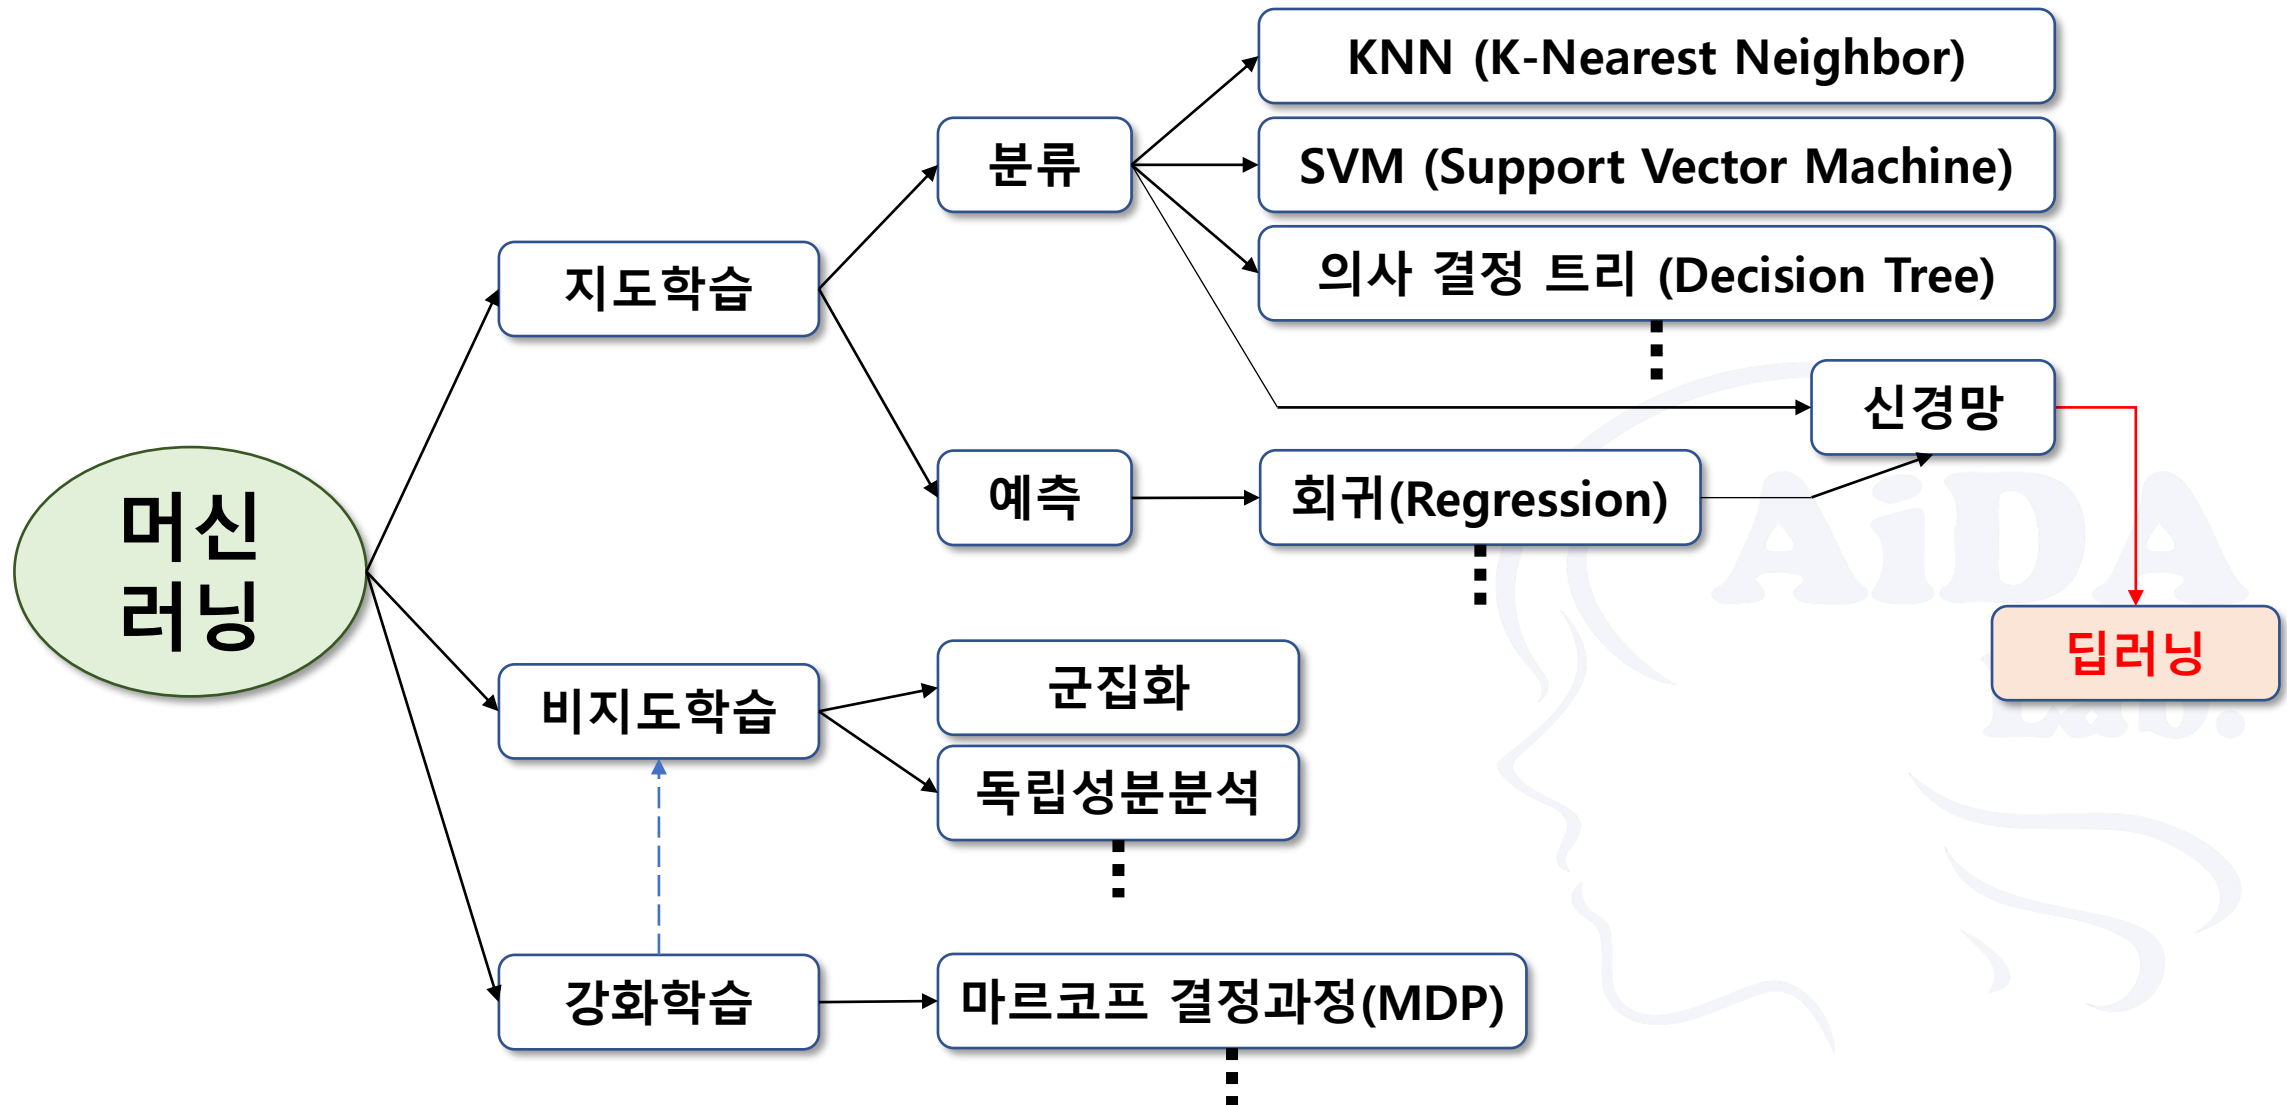 KNN (K-Nearest Neighbor)
분류
SVM (Support Vector Machine)
지도학습
의사 결정 트리 (Decision Tree)
신경망
머신
러닝
예측
회귀(Regression)
AiDA
Lab.
딥러닝
비지도학습
군집화
독립성분분석
강화학습
마르코프 결정과정(MDP)